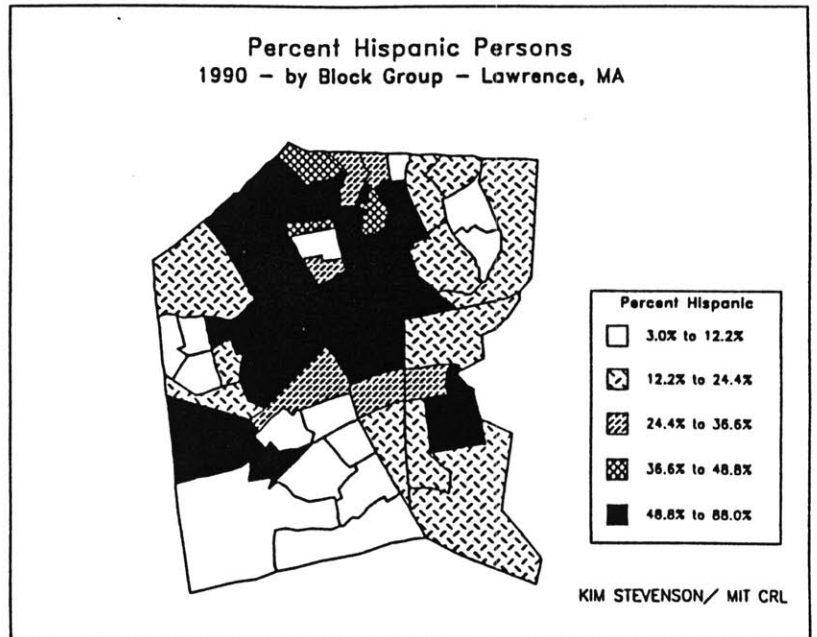 Percent Hispanic Persons
1990 - by Block Group - Lawrence, MA
Percent Hispanic
3.0% to 12.2%
12.2% to 24.4%
24.4% to 36.6%
36.6% to 48.8%
48.8% to 88.0%
KIM STEVENSON/ MIT CRL